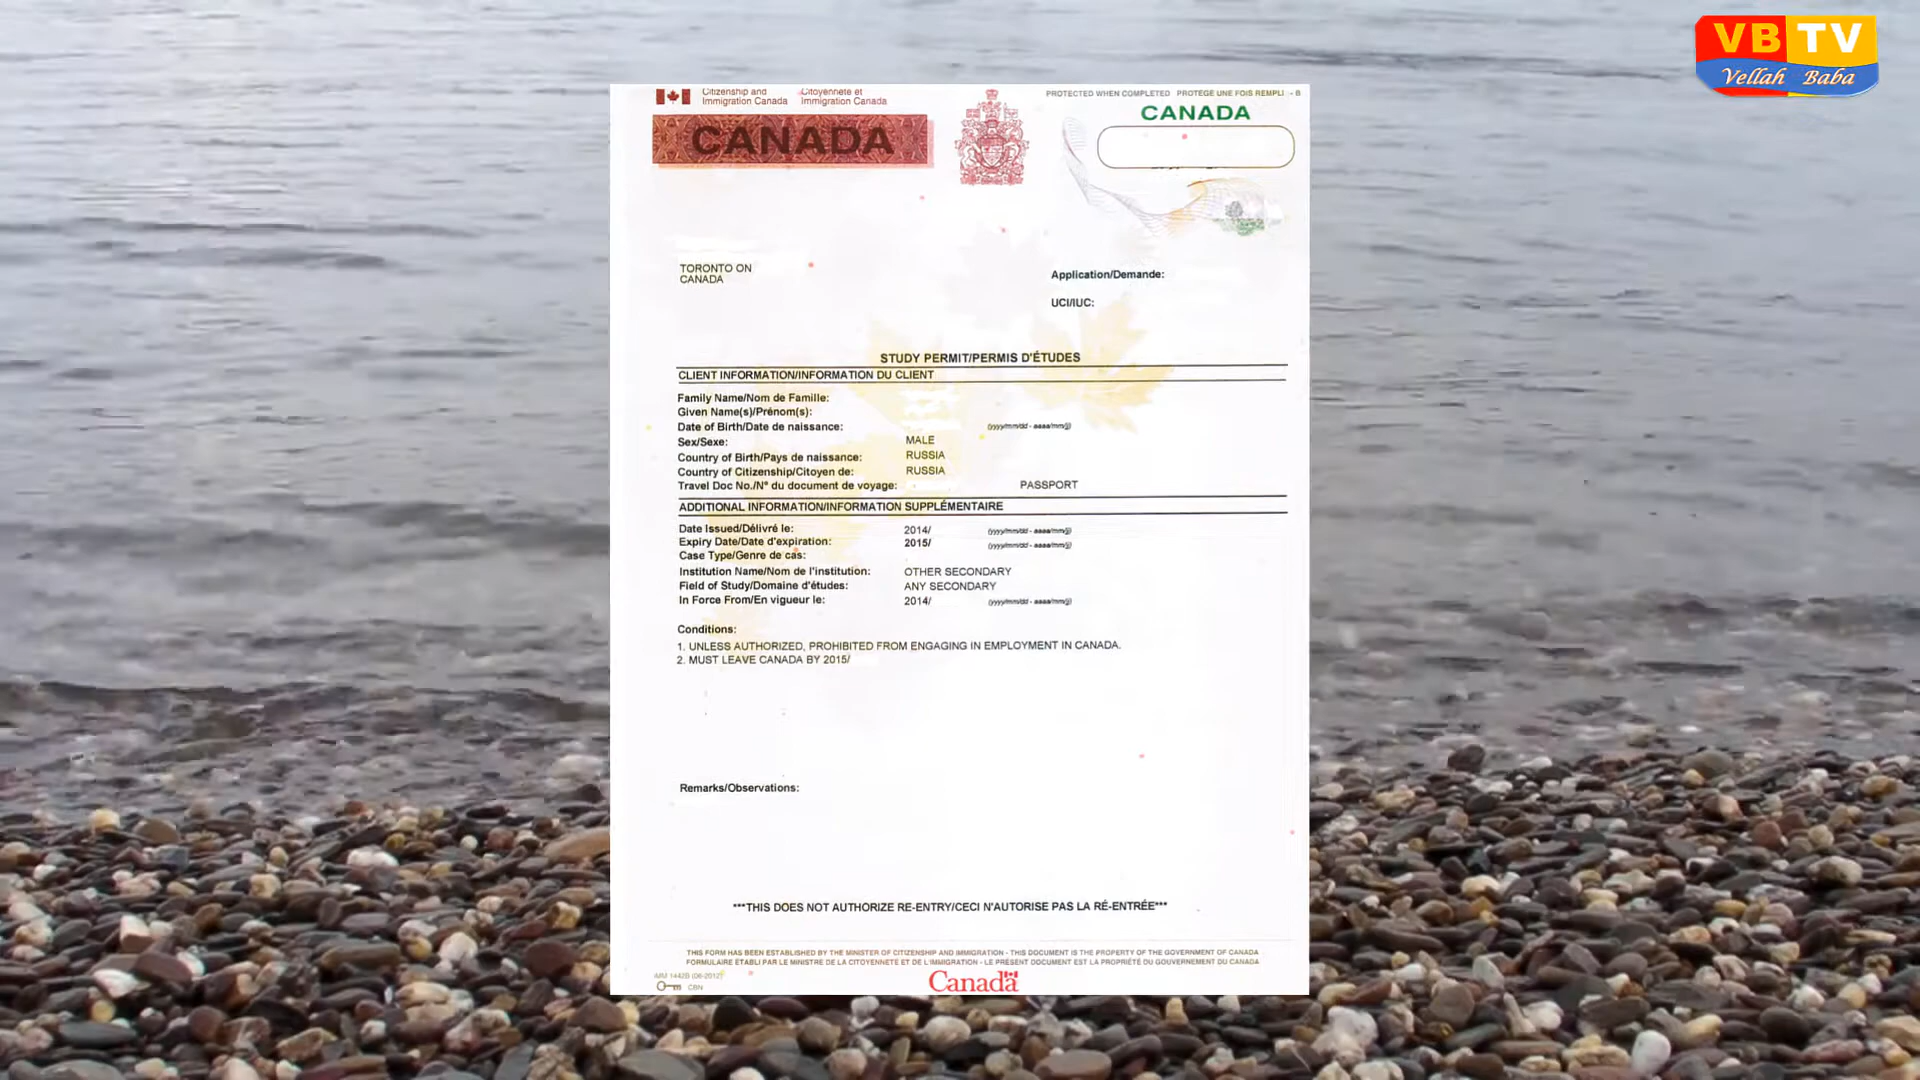 VBTV
Vellah Baba
Citizenship and Citoyenneté et
Immigration Canada Immigration Canada
PROTECTED WHEN COMPLETED PROTÉGÉ UNE FOIS REMPLI - B
CANADA
CANADA
TORONTO ON
CANADA
Application/Demande:
UCI/IUC:
STUDY PERMIT/PERMIS D'ÉTUDES
CLIENT INFORMATION/INFORMATION DU CLIENT
Family Name/Nom de Famille:
Given Name(s)/Prénom(s):
Date of Birth/Date de naissance: (yyyy/mm/dd - aaaa/mm/jj)
Sex/Sexe: MALE
Country of Birth/Pays de naissance: RUSSIA
Country of Citizenship/Citoyen de: RUSSIA
Travel Doc No./N° du document de voyage: PASSPORT
ADDITIONAL INFORMATION/INFORMATION SUPPLÉMENTAIRE
Date Issued/Délivré le: 2014/ (yyyy/mm/dd - aaaa/mm/jj)
Expiry Date/Date d'expiration: 2015/ (yyyy/mm/dd - aaaa/mm/jj)
Case Type/Genre de cas:
Institution Name/Nom de l'institution: OTHER SECONDARY
Field of Study/Domaine d'études: ANY SECONDARY
In Force From/En vigueur le: 2014/ (yyyy/mm/dd - aaaa/mm/jj)
Conditions:
1. UNLESS AUTHORIZED, PROHIBITED FROM ENGAGING IN EMPLOYMENT IN CANADA.
2. MUST LEAVE CANADA BY 2015/
Remarks/Observations:
***THIS DOES NOT AUTHORIZE RE-ENTRY/CECI N'AUTORISE PAS LA RÉ-ENTRÉE***
THIS FORM HAS BEEN ESTABLISHED BY THE MINISTER OF CITIZENSHIP AND IMMIGRATION - THIS DOCUMENT IS THE PROPERTY OF THE GOVERNMENT OF CANADA
FORMULAIRE ÉTABLI PAR LE MINISTRE DE LA CITOYENNETÉ ET DE L'IMMIGRATION - LE PRÉSENT DOCUMENT EST LA PROPRIÉTÉ DU GOUVERNEMENT DU CANADA
IMM 1442B (06-2012)
CBN
Canada